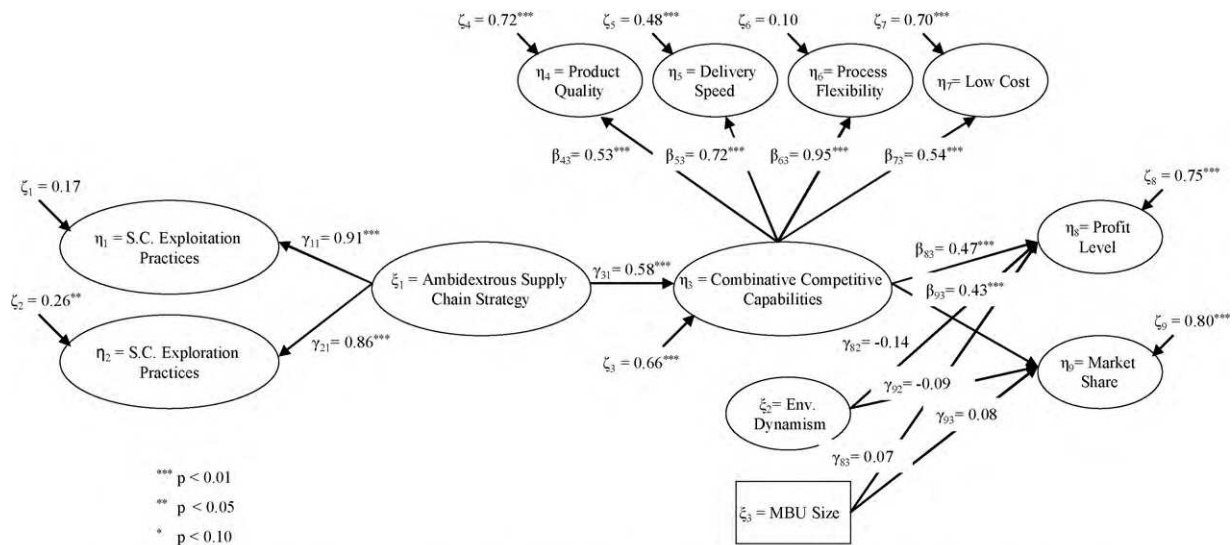 ζ₄ = 0.72***
ζ₅ = 0.48***
ζ₆ = 0.10
ζ₇ = 0.70***
η₄ = Product
Quality
η₅ = Delivery
Speed
η₆ = Process
Flexibility
η₇= Low Cost
β₄₃= 0.53***
β₅₃= 0.72***
β₆₃= 0.95***
β₇₃= 0.54***
ζ₁ = 0.17
η₁ = S.C. Exploitation
Practices
γ₁₁= 0.91***
ζ₂ = 0.26**
η₂ = S.C. Exploration
Practices
γ₂₁= 0.86***
ξ₁ = Ambidextrous Supply
Chain Strategy
γ₃₁= 0.58***
η₃ = Combinative Competitive
Capabilities
ζ₃ = 0.66***
ζ₈ = 0.75***
η₈= Profit
Level
β₈₃= 0.47***
β₉₃= 0.43***
ζ₉ = 0.80***
η₉= Market
Share
γ₈₂= -0.14
γ₉₂= -0.09
ξ₂= Env.
Dynamism
γ₉₃= 0.08
γ₈₃= 0.07
ξ₃ = MBU Size
*** p < 0.01
** p < 0.05
* p < 0.10